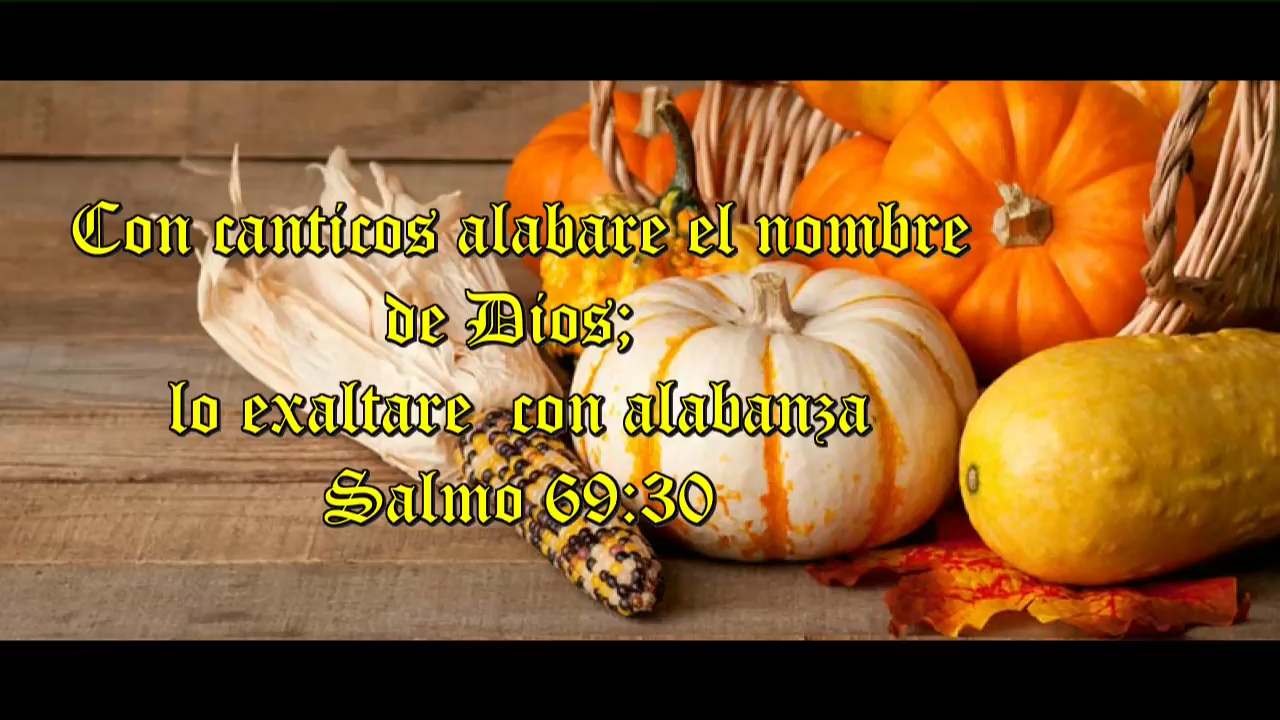 Con canticos alabare el nombre
de Dios;
lo exaltare con alabanza
Salmo 69:30